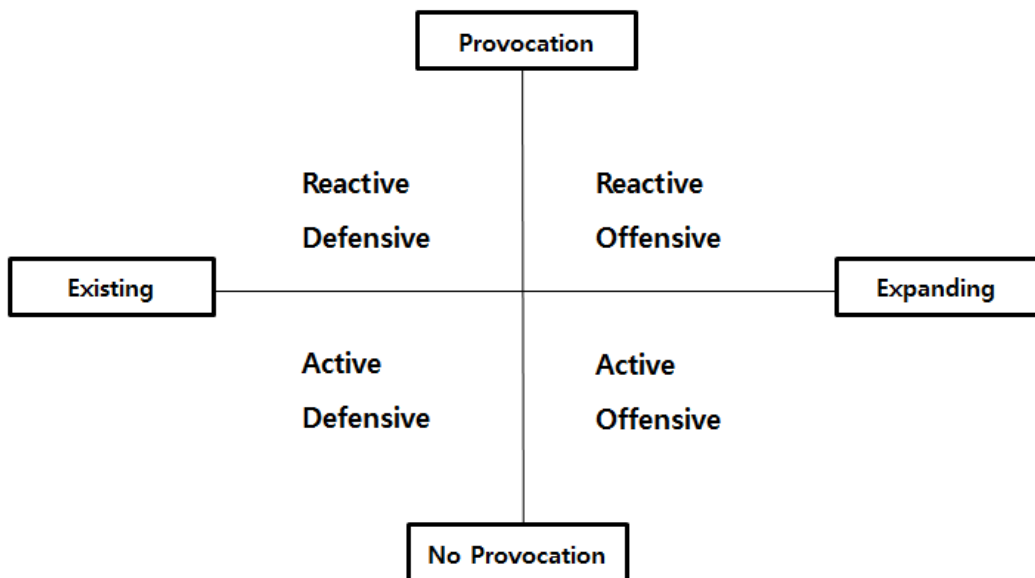 Provocation
Reactive
Defensive
Reactive
Offensive
Existing
Expanding
Active
Defensive
Active
Offensive
No Provocation